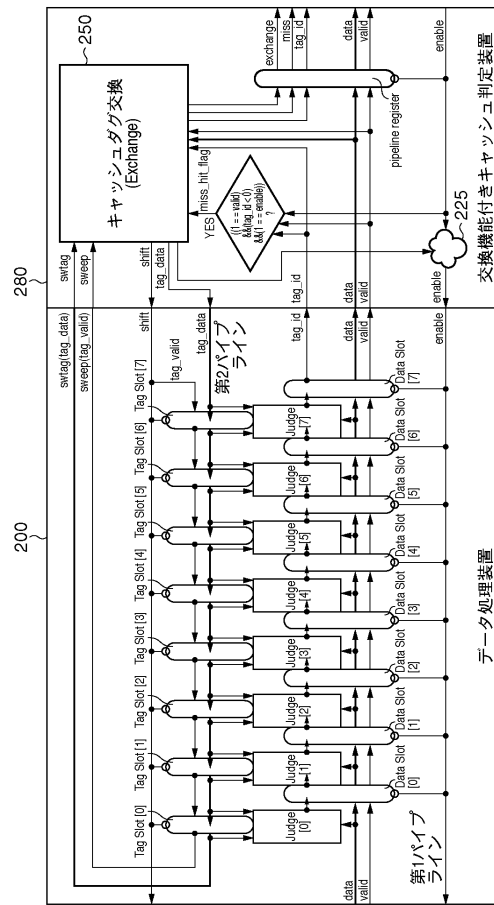 280
250
キャッシュタグ交換
(Exchange)
swtag
sweep
shift
tag_data
miss_hit_flag
YES
((1 == valid)
&&(tag_id < 0)
&&(1 == enable))
?
exchange
miss
tag_id
data
valid
enable
pipeline register
225
tag_id
data
valid
enable
交換機能付きキャッシュ判定装置
200
swtag(tag_data)
sweep(tag_valid)
shift
tag_valid
tag_data
第2パイプ
ライン
Tag Slot [7]
Tag Slot [6]
Tag Slot [5]
Tag Slot [4]
Tag Slot [3]
Tag Slot [2]
Tag Slot [1]
Tag Slot [0]
Judge
[7]
Judge
[6]
Judge
[5]
Judge
[4]
Judge
[3]
Judge
[2]
Judge
[1]
Judge
[0]
tag_id
data
valid
enable
Data Slot
[7]
Data Slot
[6]
Data Slot
[5]
Data Slot
[4]
Data Slot
[3]
Data Slot
[2]
Data Slot
[1]
Data Slot
[0]
data
valid
第1パイプ
ライン
データ処理装置